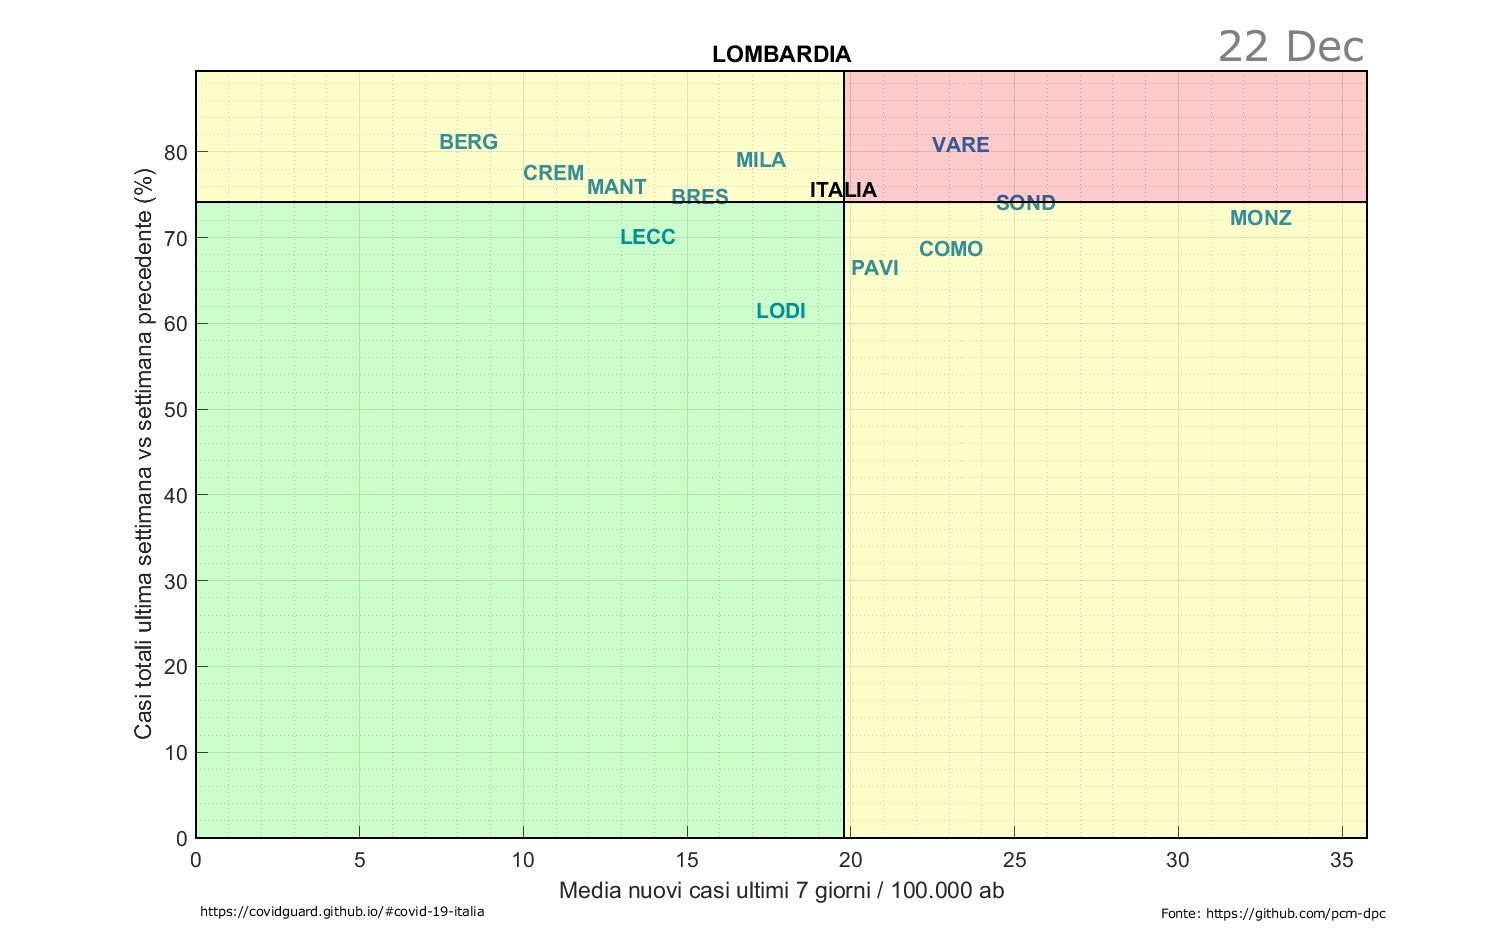 22 Dec
LOMBARDIA
BERG
VARE
MILA
CREM
MANT
BRES
ITALIA
SOND
MONZ
LECC
COMO
PAVI
LODI
Casi totali ultima settimana vs settimana precedente (%)
80
70
60
50
40
30
20
10
0
0 5 10 15 20 25 30 35
Media nuovi casi ultimi 7 giorni / 100.000 ab
https://covidguard.github.io/#covid-19-italia
Fonte: https://github.com/pcm-dpc